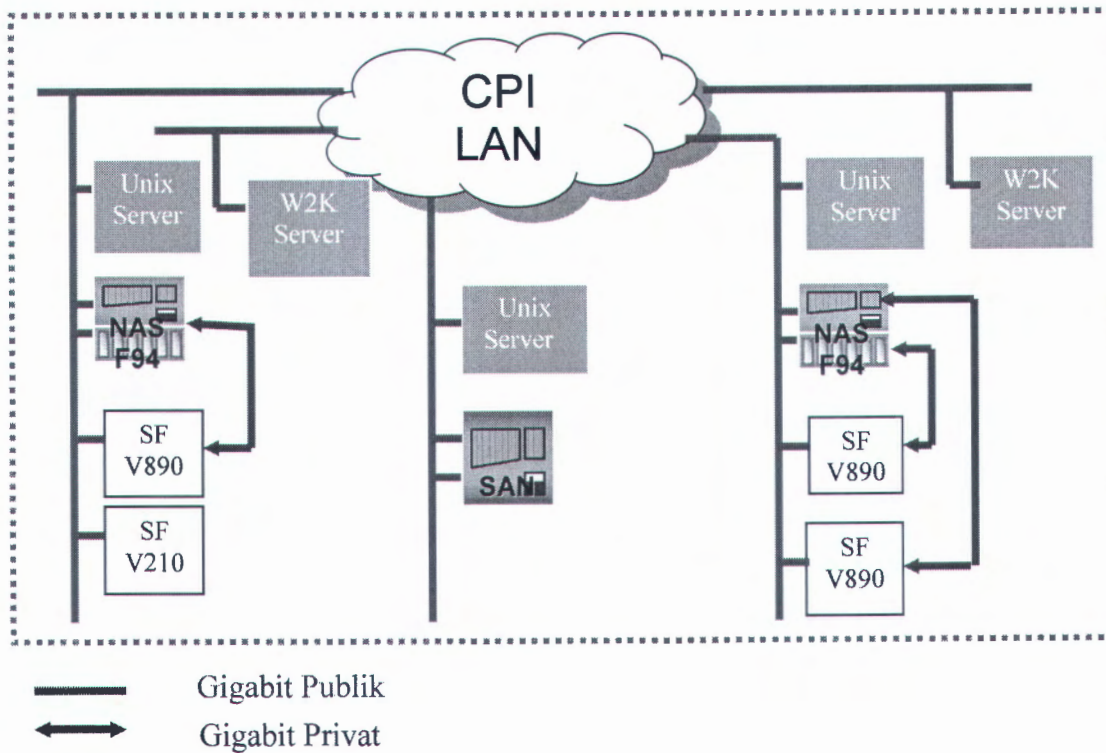 CPI
LAN
Unix
Server
W2K
Server
NAS
F94
SF
V890
SF
V210
Unix
Server
SAN
Unix
Server
W2K
Server
NAS
F94
SF
V890
SF
V890
Gigabit Publik
Gigabit Privat